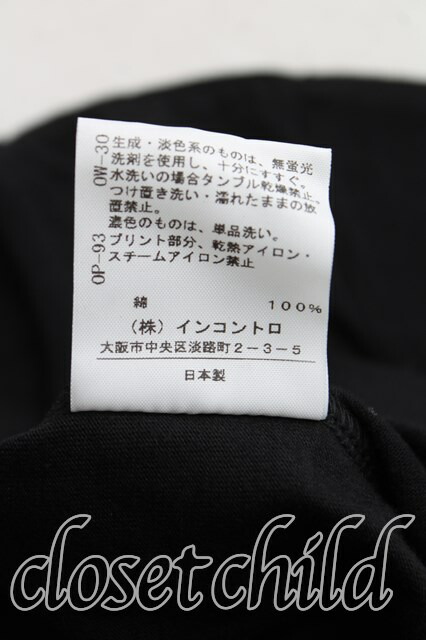 OW-30
生成・淡色系のものは、無蛍光
洗剤を使用し、十分にすすぐ。
水洗いの場合タンブル乾燥禁止、
つけ置き洗い・濡れたままの放
置禁止。
濃色のものは、単品洗い。
OP-93
プリント部分、乾熱アイロン・
スチームアイロン禁止
綿 100%
(株)インコントロ
大阪市中央区淡路町2-3-5
日本製
closetchild